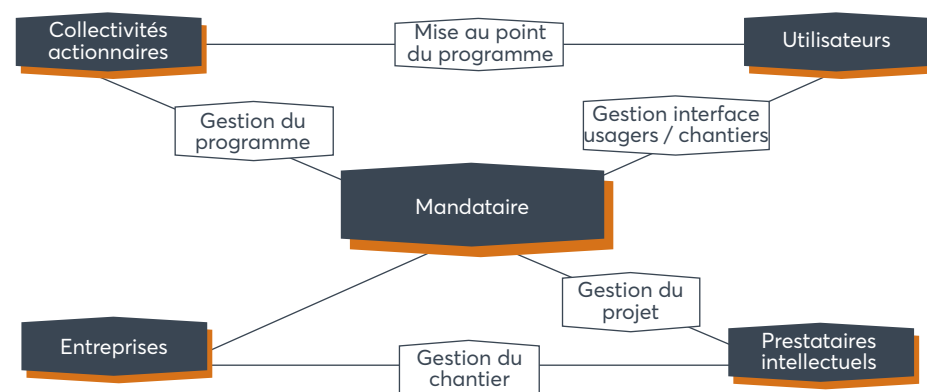 Collectivités
actionnaires
Mise au point
du programme
Utilisateurs
Gestion du
programme
Gestion interface
usagers / chantiers
Mandataire
Gestion du
projet
Entreprises
Gestion du
chantier
Prestataires
intellectuels